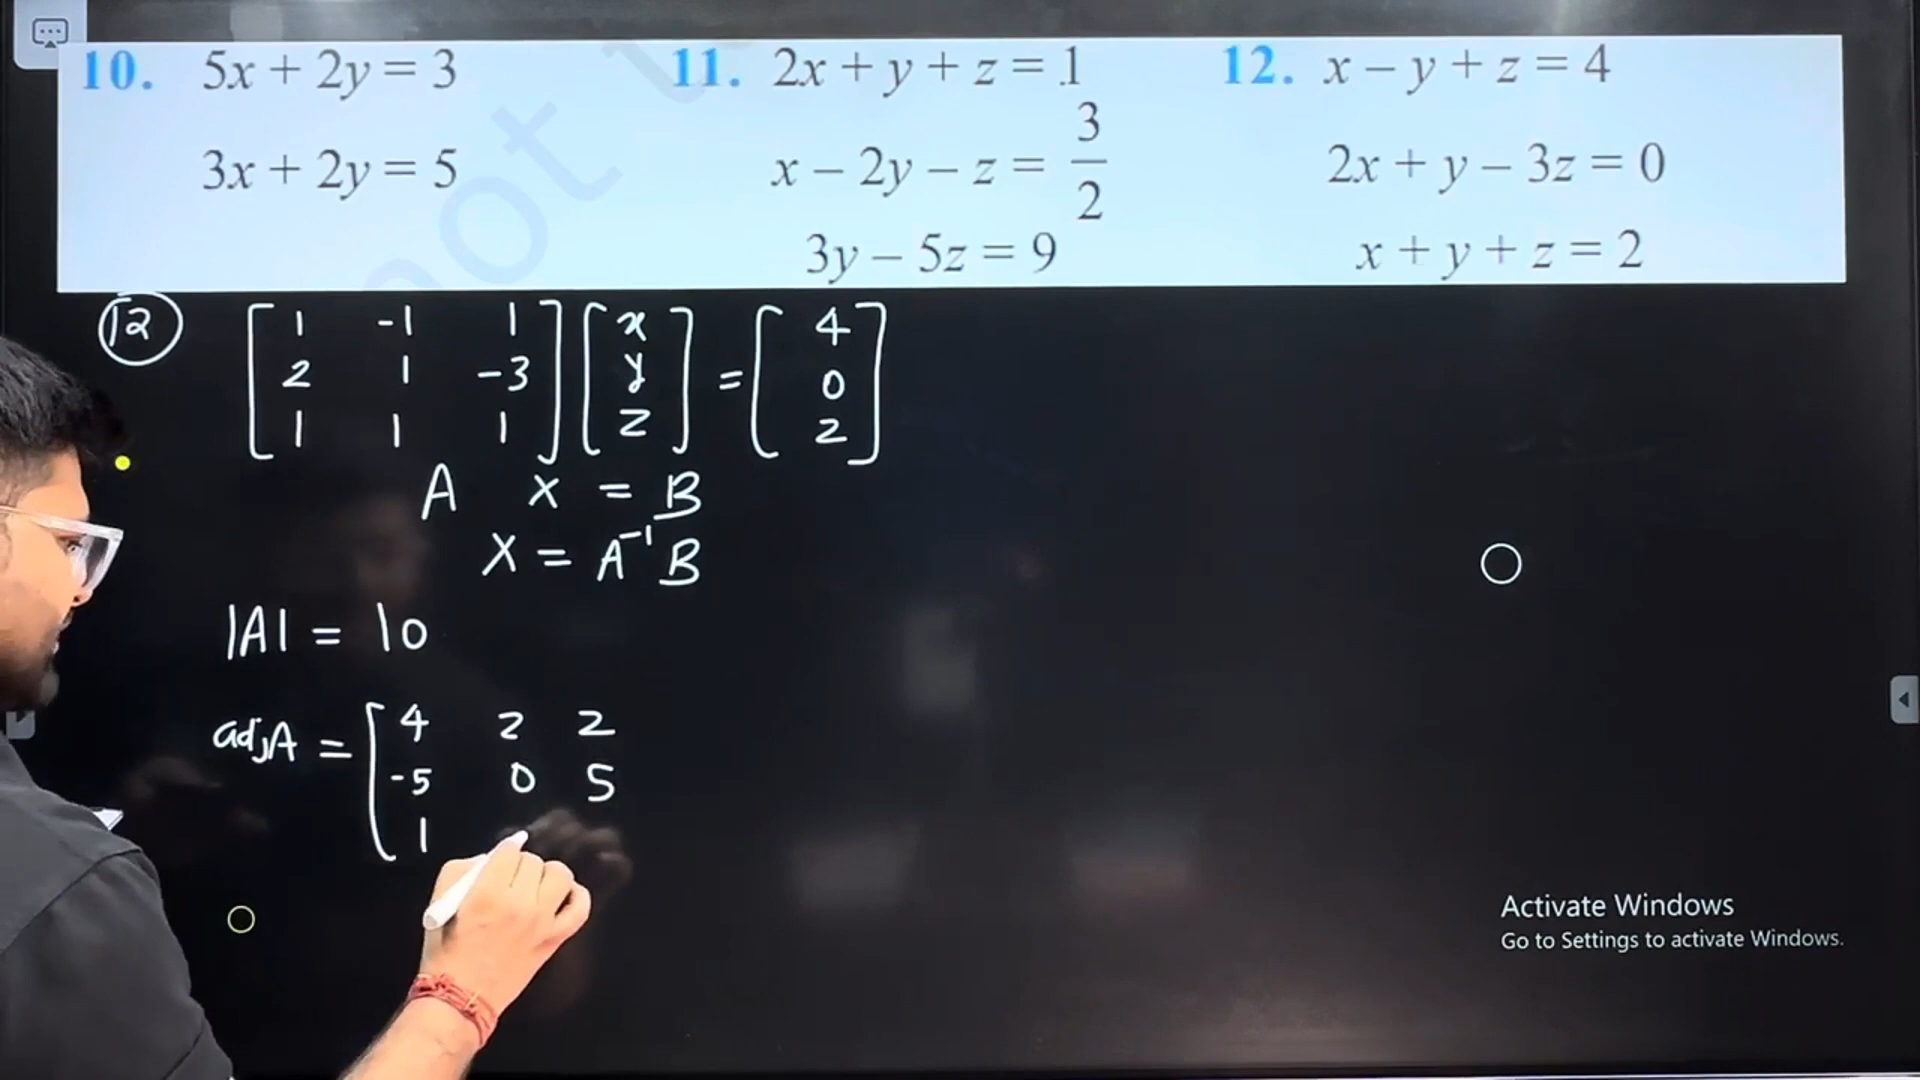 10. 5x + 2y = 3
3x + 2y = 5
11. 2x + y + z = 1
x – 2y – z = 3/2
3y – 5z = 9
12. x – y + z = 4
2x + y – 3z = 0
x + y + z = 2
not
12
[1 -1 1] [x] = [4]
[2 1 -3] [y] [0]
[1 1 1] [z] [2]
A X = B
X = A⁻¹B
|A| = 10
adjA = [4 2 2
-5 0 5
1
Activate Windows
Go to Settings to activate Windows.